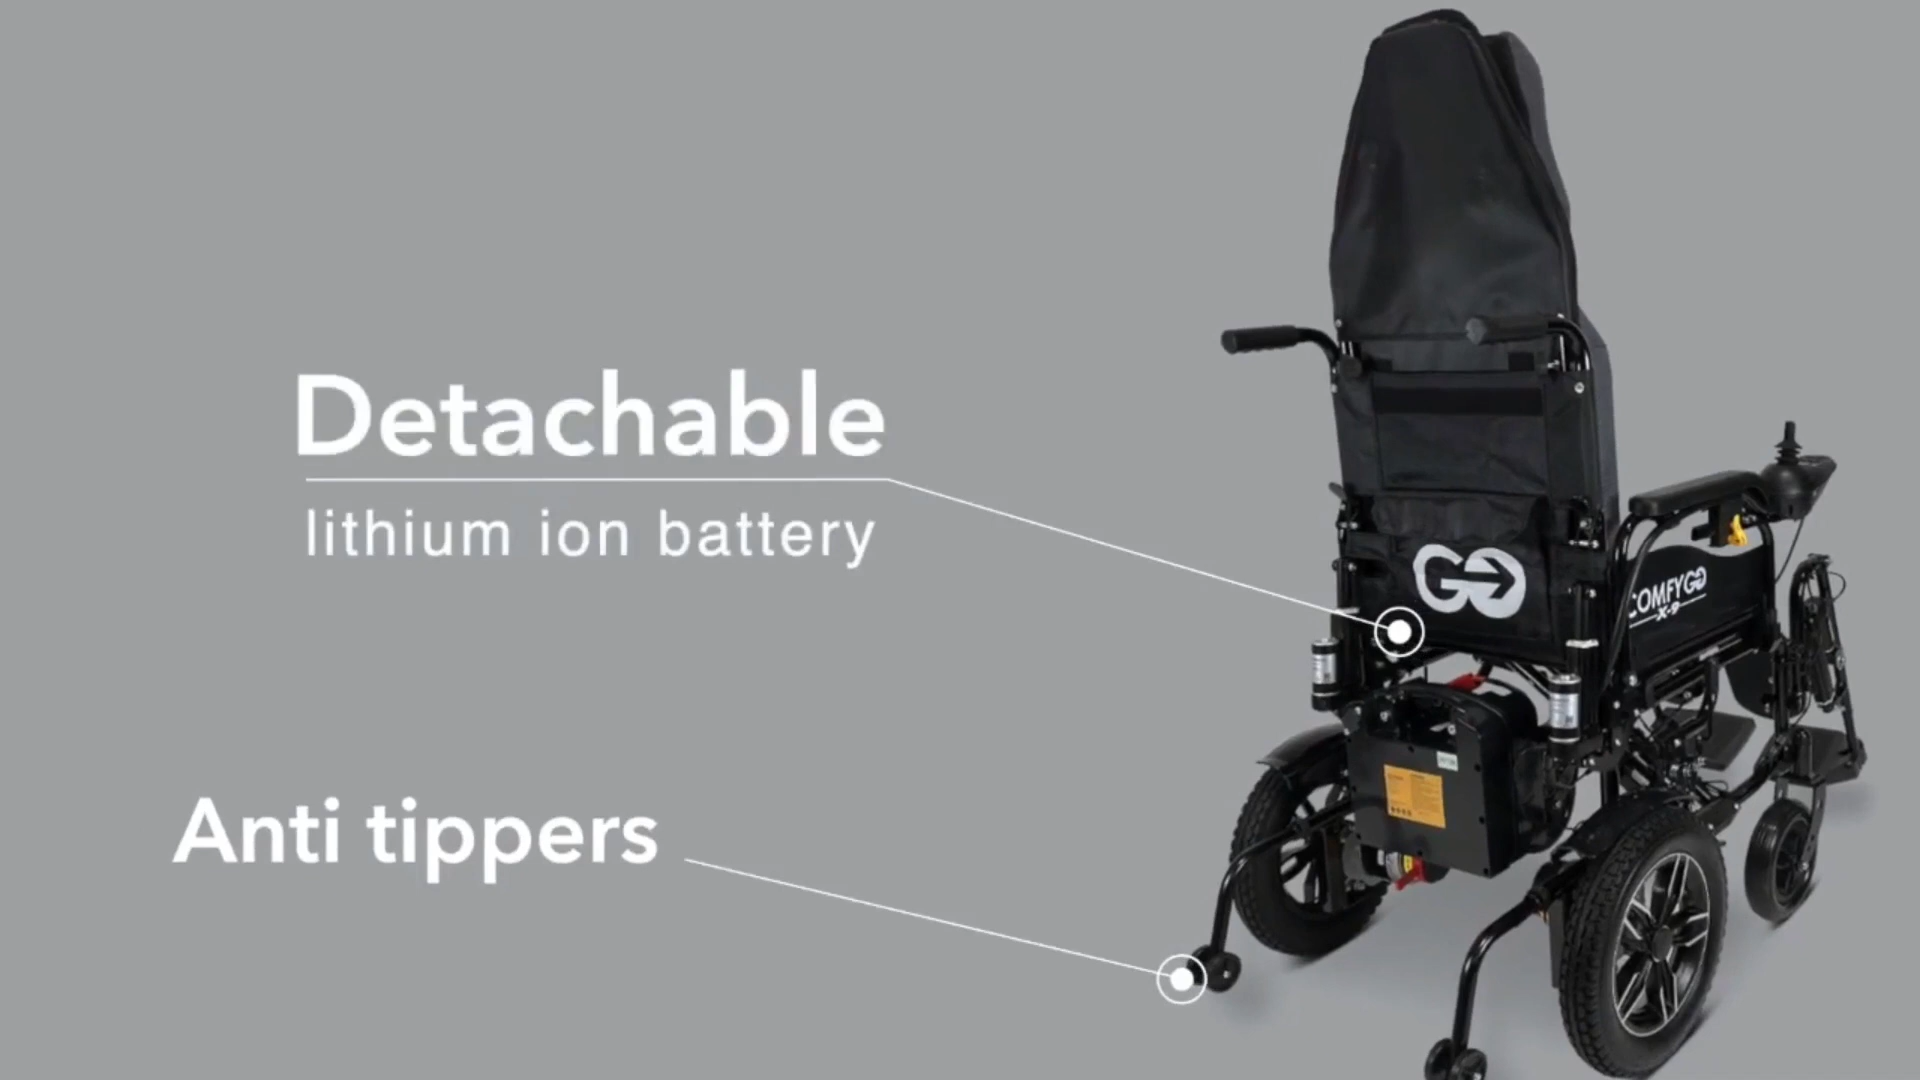 Detachable
lithium ion battery
Anti tippers
GO
COMFYGO
X-9